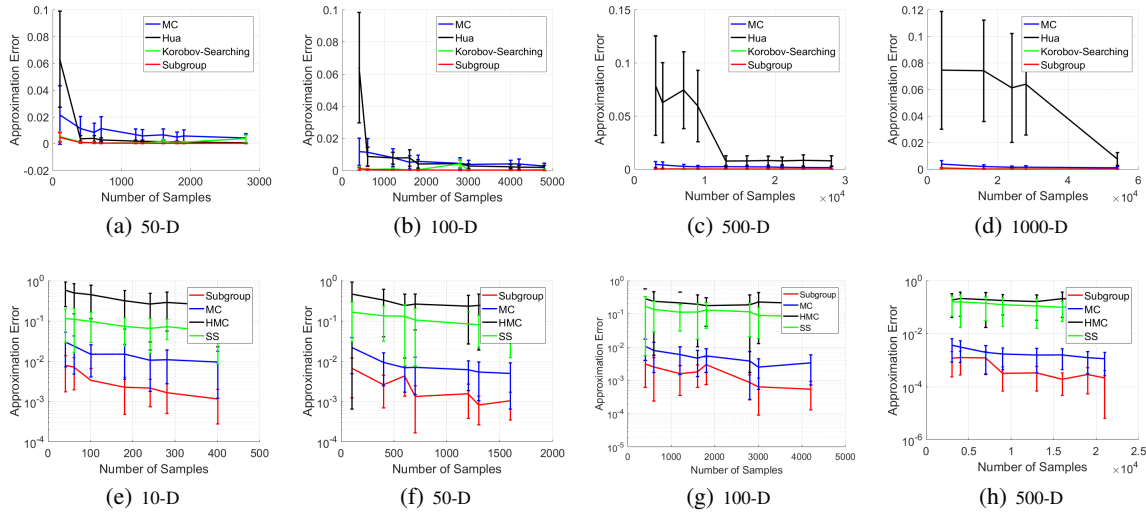 0.1
0.08
0.06
0.04
0.02
0
-0.02
Approximation Error
0
1000
2000
3000
Number of Samples
MC
Hua
Korobov-Searching
Subgroup
(a) 50-D
0.1
0.08
0.06
0.04
0.02
0
Approximation Error
0
1000
2000
3000
4000
5000
Number of Samples
MC
Hua
Korobov-Searching
Subgroup
(b) 100-D
0.15
0.1
0.05
0
Approximation Error
0
1
2
3
×10⁴
Number of Samples
MC
Hua
Korobov-Searching
Subgroup
(c) 500-D
0.12
0.1
0.08
0.06
0.04
0.02
0
Approximation Error
0
2
4
6
×10⁴
Number of Samples
MC
Hua
Korobov-Searching
Subgroup
(d) 1000-D
10⁰
10⁻¹
10⁻²
10⁻³
10⁻⁴
Approximation Error
0
100
200
300
400
500
Number of Samples
Subgroup
MC
HMC
SS
(e) 10-D
10⁰
10⁻¹
10⁻²
10⁻³
10⁻⁴
Approximation Error
0
500
1000
1500
2000
Number of Samples
Subgroup
MC
HMC
SS
(f) 50-D
10⁰
10⁻¹
10⁻²
10⁻³
10⁻⁴
10⁻⁵
Approximation Error
0
1000
2000
3000
4000
5000
Number of Samples
Subgroup
MC
HMC
SS
(g) 100-D
10⁰
10⁻²
10⁻⁴
10⁻⁶
Approximation Error
0
0.5
1
1.5
2
2.5
×10⁴
Number of Samples
Subgroup
MC
HMC
SS
(h) 500-D